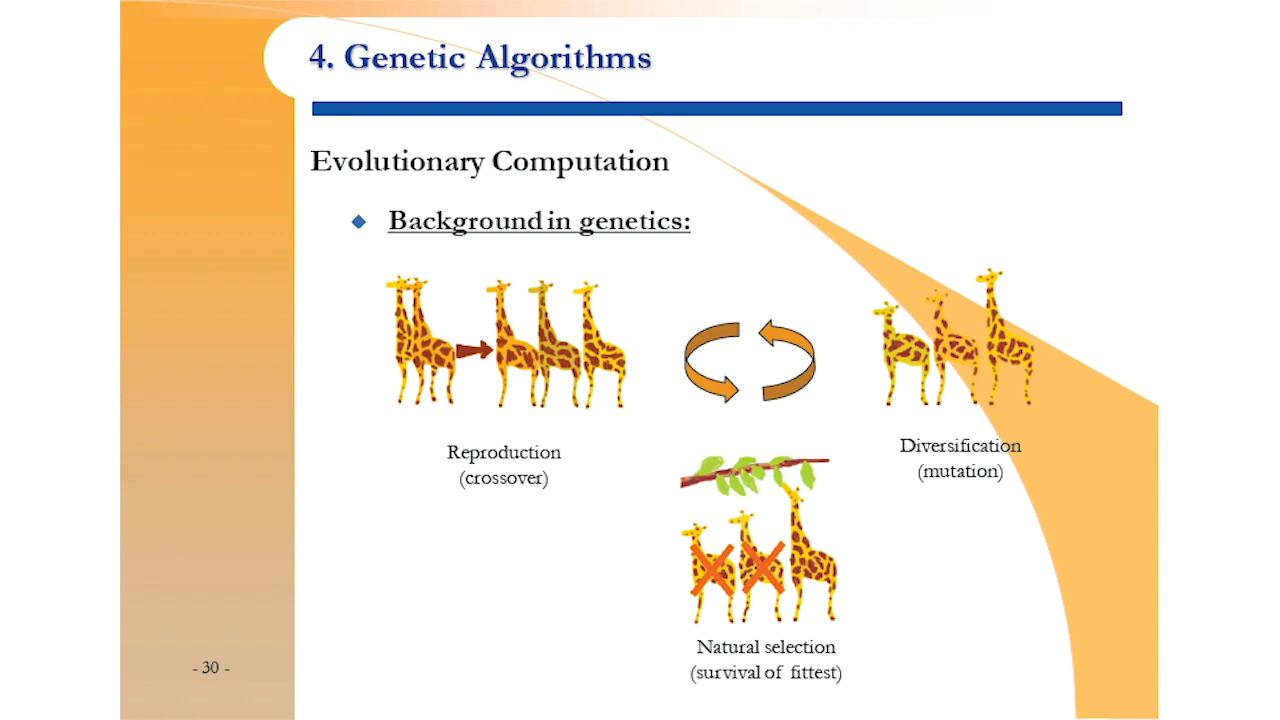 4. Genetic Algorithms
Evolutionary Computation
Background in genetics:
Reproduction
(crossover)
Diversification
(mutation)
Natural selection
(survival of fittest)
- 30 -